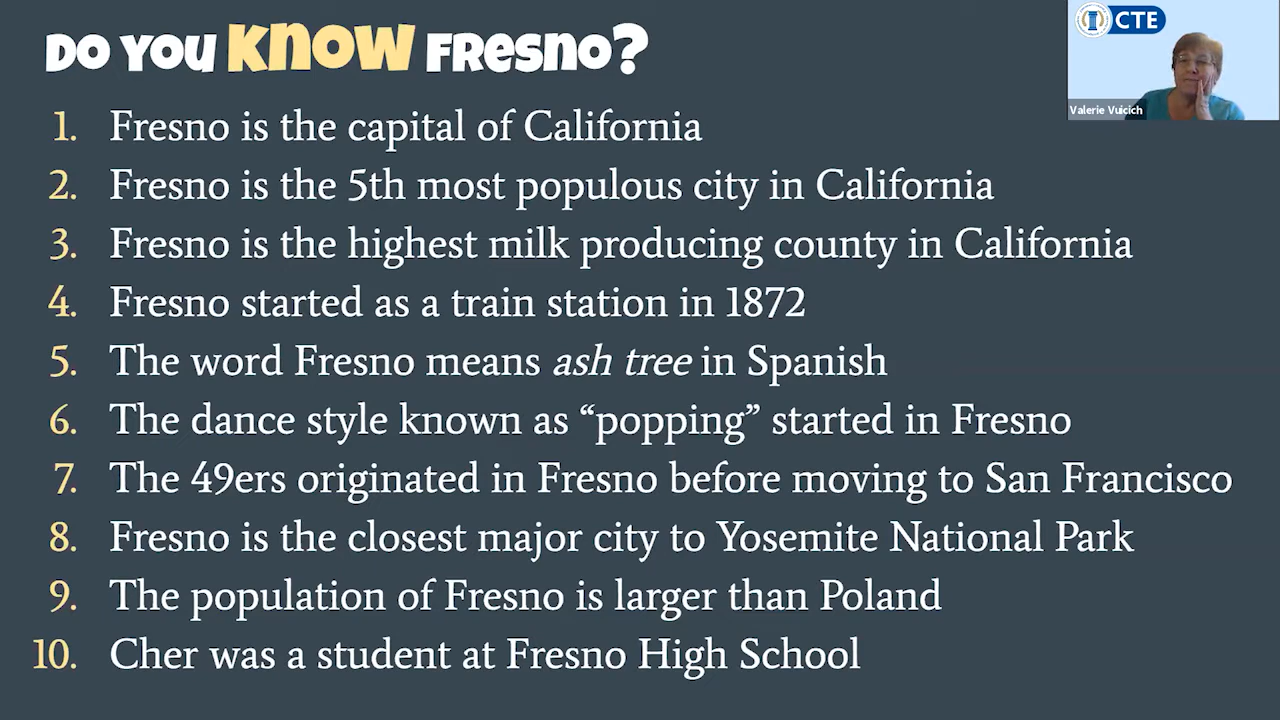 Do you know Fresno?
1. Fresno is the capital of California
2. Fresno is the 5th most populous city in California
3. Fresno is the highest milk producing county in California
4. Fresno started as a train station in 1872
5. The word Fresno means ash tree in Spanish
6. The dance style known as “popping” started in Fresno
7. The 49ers originated in Fresno before moving to San Francisco
8. Fresno is the closest major city to Yosemite National Park
9. The population of Fresno is larger than Poland
10. Cher was a student at Fresno High School
CTE
Valerie Vuicich